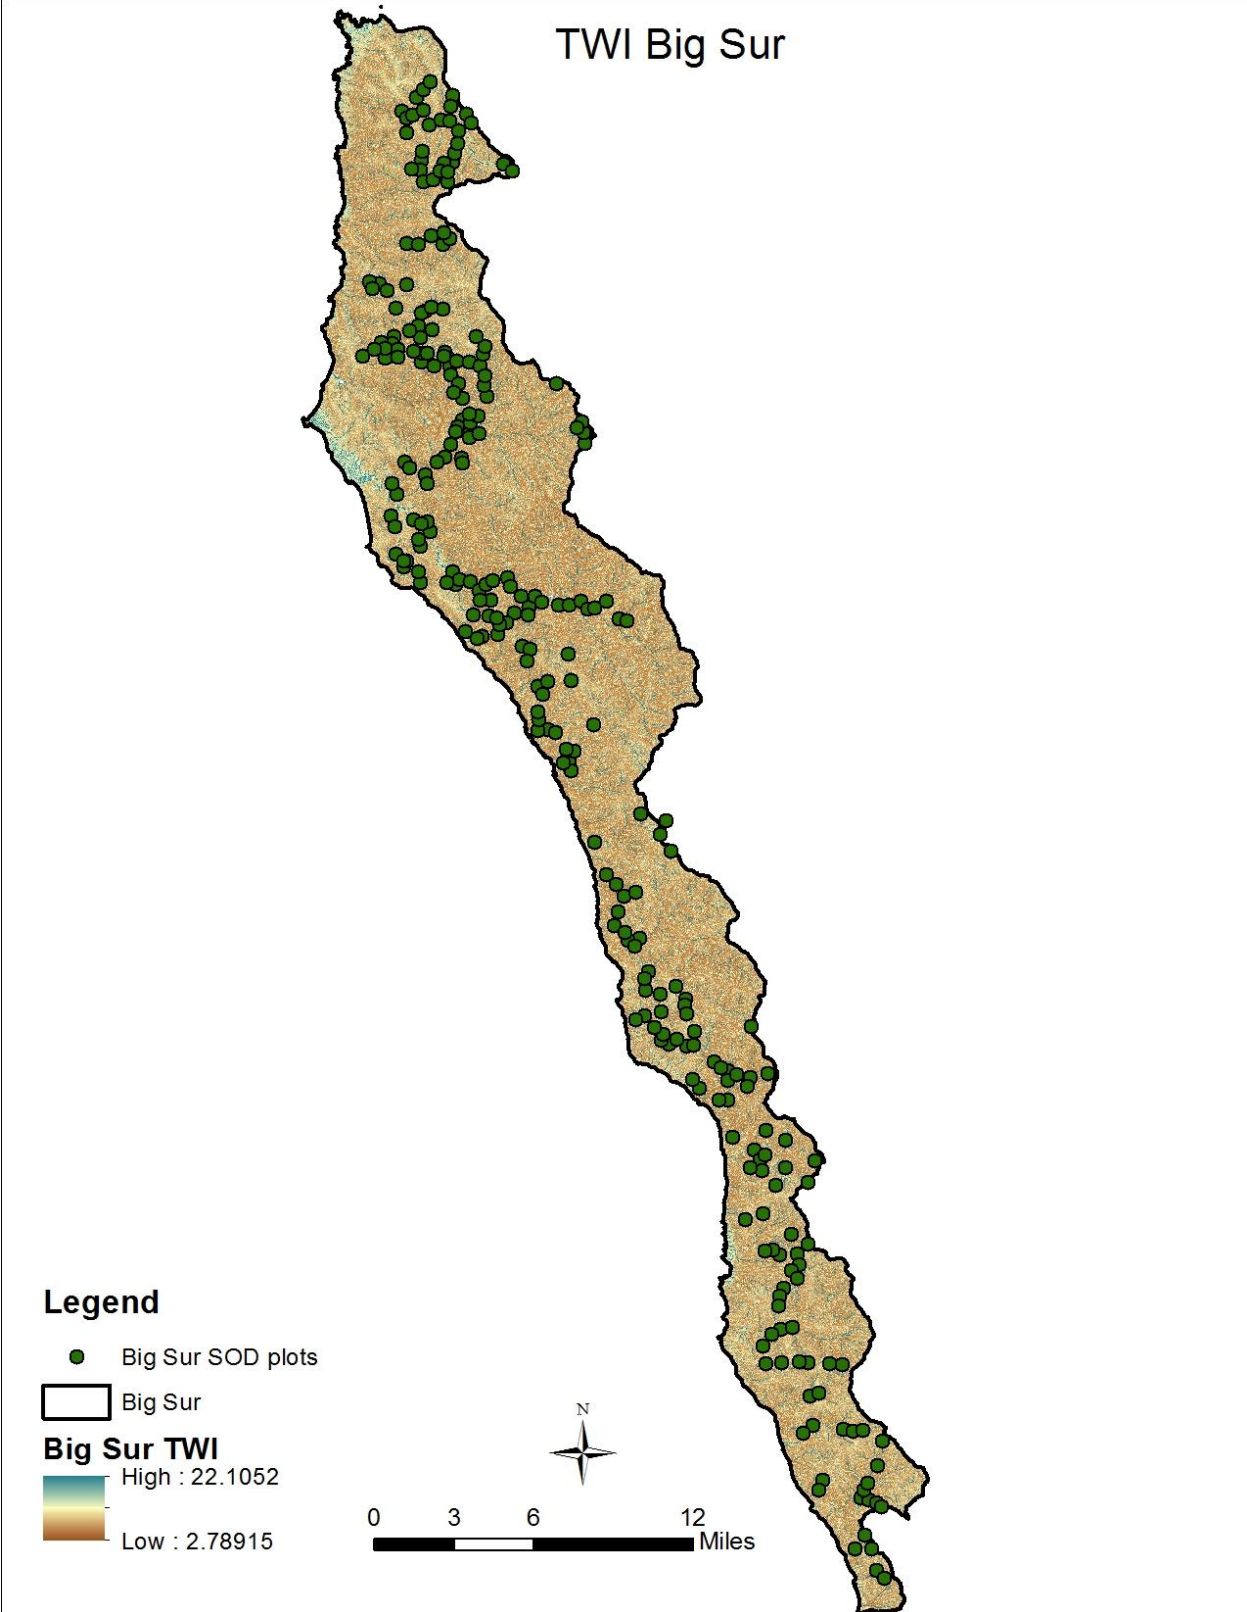 TWI Big Sur
Legend
Big Sur SOD plots
Big Sur
Big Sur TWI
High : 22.1052
Low : 2.78915
N
0 3 6 12
Miles